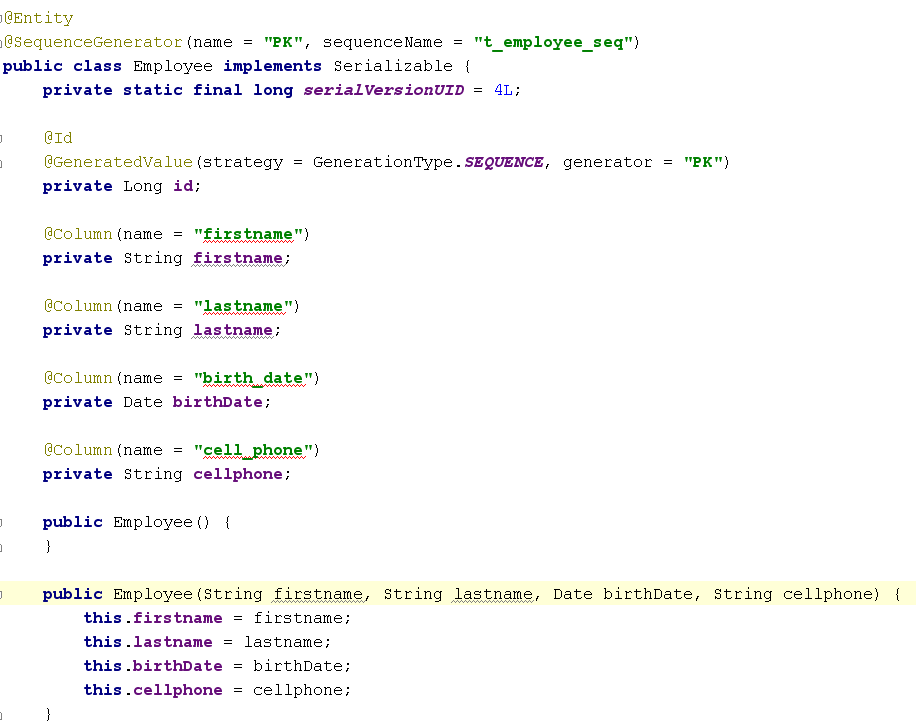 @Entity
@SequenceGenerator(name = "PK", sequenceName = "t_employee_seq")
public class Employee implements Serializable {
    private static final long serialVersionUID = 4L;

    @Id
    @GeneratedValue(strategy = GenerationType.SEQUENCE, generator = "PK")
    private Long id;

    @Column(name = "firstname")
    private String firstname;

    @Column(name = "lastname")
    private String lastname;

    @Column(name = "birth_date")
    private Date birthDate;

    @Column(name = "cell_phone")
    private String cellphone;

    public Employee() {
    }

    public Employee(String firstname, String lastname, Date birthDate, String cellphone) {
        this.firstname = firstname;
        this.lastname = lastname;
        this.birthDate = birthDate;
        this.cellphone = cellphone;
    }